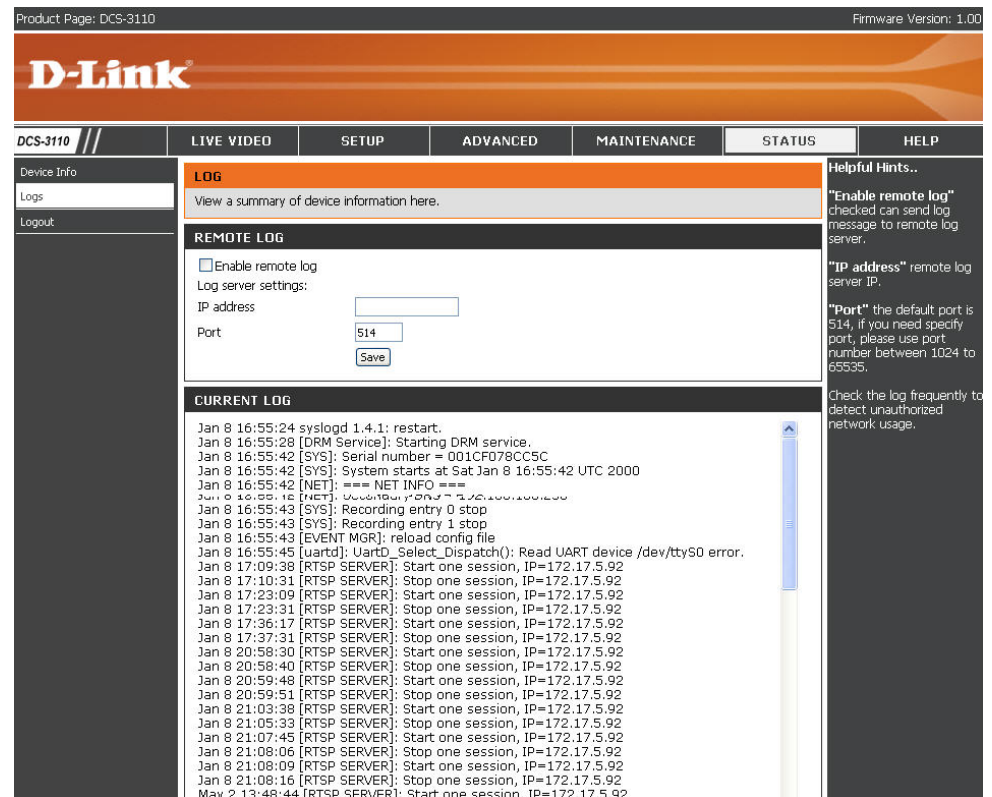 Product Page: DCS-3110
Firmware Version: 1.00
D-Link®
DCS-3110
LIVE VIDEO
SETUP
ADVANCED
MAINTENANCE
STATUS
HELP
Device Info
Logs
Logout
LOG
View a summary of device information here.
REMOTE LOG
Enable remote log
Log server settings:
IP address
Port
514
Save
CURRENT LOG
Jan 8 16:55:24 syslogd 1.4.1: restart.
Jan 8 16:55:28 [DRM Service]: Starting DRM service.
Jan 8 16:55:42 [SYS]: Serial number = 001CF078CC5C
Jan 8 16:55:42 [SYS]: System starts at Sat Jan 8 16:55:42 UTC 2000
Jan 8 16:55:42 [NET]: === NET INFO ===
Jan 8 16:55:43 [SYS]: Recording entry 0 stop
Jan 8 16:55:43 [SYS]: Recording entry 1 stop
Jan 8 16:55:43 [EVENT MGR]: reload config file
Jan 8 16:55:45 [uartd]: UartD_Select_Dispatch(): Read UART device /dev/ttyS0 error.
Jan 8 17:09:38 [RTSP SERVER]: Start one session, IP=172.17.5.92
Jan 8 17:10:31 [RTSP SERVER]: Stop one session, IP=172.17.5.92
Jan 8 17:23:09 [RTSP SERVER]: Start one session, IP=172.17.5.92
Jan 8 17:23:31 [RTSP SERVER]: Stop one session, IP=172.17.5.92
Jan 8 17:36:17 [RTSP SERVER]: Start one session, IP=172.17.5.92
Jan 8 17:37:31 [RTSP SERVER]: Stop one session, IP=172.17.5.92
Jan 8 20:58:30 [RTSP SERVER]: Start one session, IP=172.17.5.92
Jan 8 20:58:40 [RTSP SERVER]: Stop one session, IP=172.17.5.92
Jan 8 20:59:48 [RTSP SERVER]: Start one session, IP=172.17.5.92
Jan 8 20:59:51 [RTSP SERVER]: Stop one session, IP=172.17.5.92
Jan 8 21:03:38 [RTSP SERVER]: Start one session, IP=172.17.5.92
Jan 8 21:05:33 [RTSP SERVER]: Stop one session, IP=172.17.5.92
Jan 8 21:07:45 [RTSP SERVER]: Start one session, IP=172.17.5.92
Jan 8 21:08:06 [RTSP SERVER]: Stop one session, IP=172.17.5.92
Jan 8 21:08:09 [RTSP SERVER]: Start one session, IP=172.17.5.92
Jan 8 21:08:16 [RTSP SERVER]: Stop one session, IP=172.17.5.92
May 2 13:48:44 [RTSP SERVER]: Start one session, IP=172.17.5.92
Helpful Hints..
"Enable remote log"
checked can send log
message to remote log
server.
"IP address" remote log
server IP.
"Port" the default port is
514, if you need specify
port, please use port
number between 1024 to
65535.
Check the log frequently to
detect unauthorized
network usage.